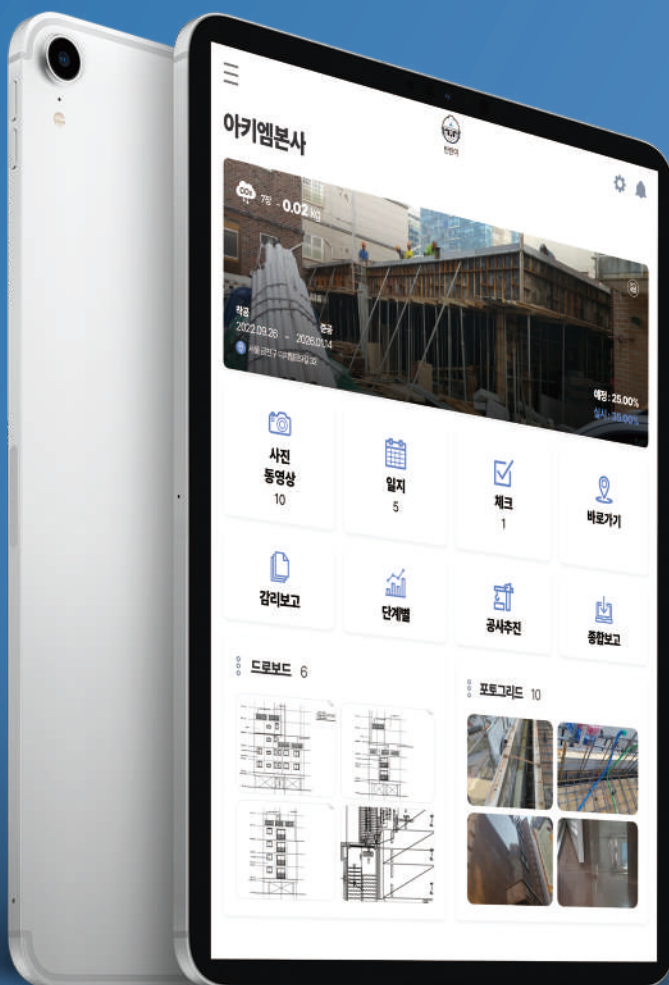 아키엠본사
CO₂ 7장 - 0.02 kg
착공 준공
2022.09.26 - 2026.01.14
예정 : 25.00%
실시 : 35.00%
사진
동영상
10
일지
5
체크
1
바로가기
감리보고
단계별
공사추진
종합보고
드로보드 6
포토그리드 10